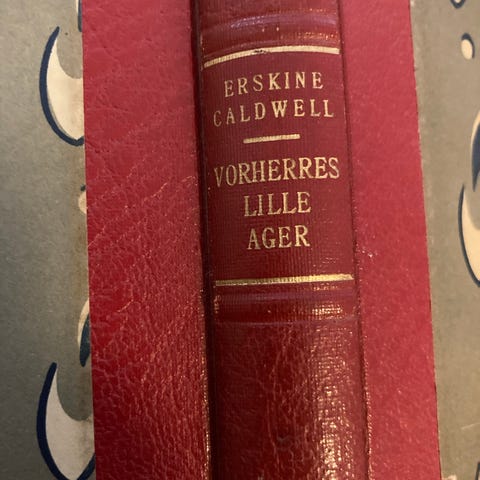 ERSKINE
CALDWELL
VORHERRES
LILLE
AGER